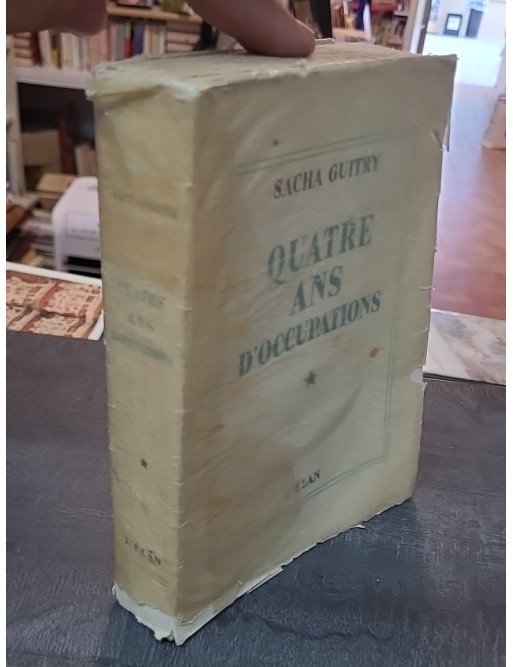 SACHA GUITRY
QUATRE
ANS
D'OCCUPATIONS
L'ÉLAN
QUATRE
ANS
D'OCCUPATIONS
L'ÉLAN